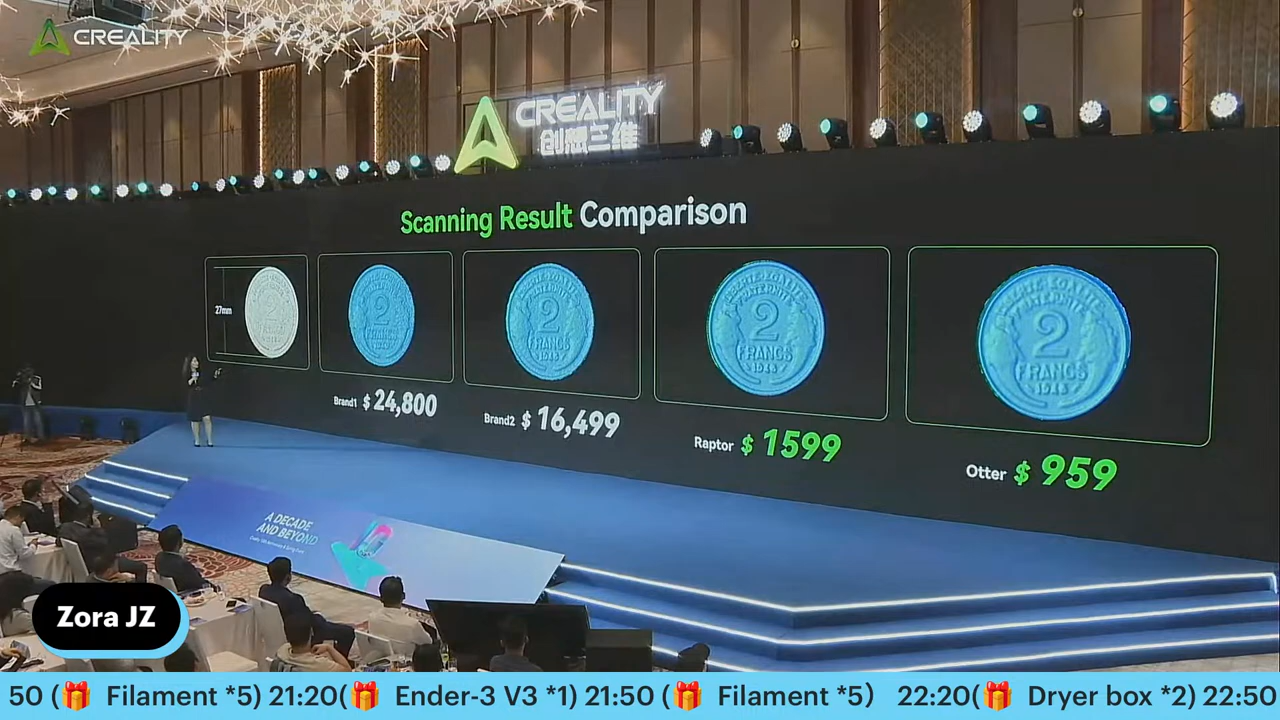 CREALITY
CREALITY
创想三维
Scanning Result Comparison
27mm
2
2
2
FRANCS
1943
2
FRANCS
2
FRANCS
Brand1 $ 24,800
Brand2 $ 16,499
Raptor $ 1599
Otter $ 959
A DECADE
AND BEYOND
Zora JZ
50 (🎁 Filament *5) 21:20(🎁 Ender-3 V3 *1) 21:50 (🎁 Filament *5) 22:20(🎁 Dryer box *2) 22:50